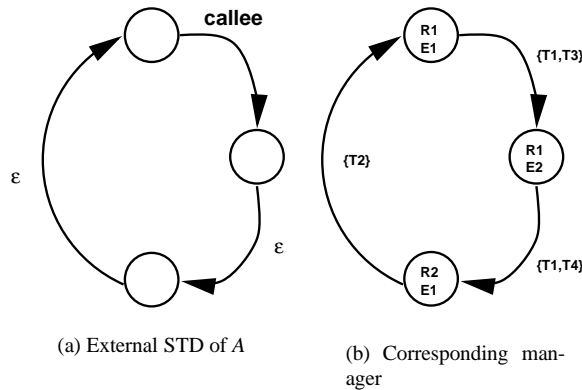 callee
ε
ε
(a) External STD of A
R1
E1
{T1,T3}
R1
E2
{T2}
R2
E1
{T1,T4}
(b) Corresponding man-
ager